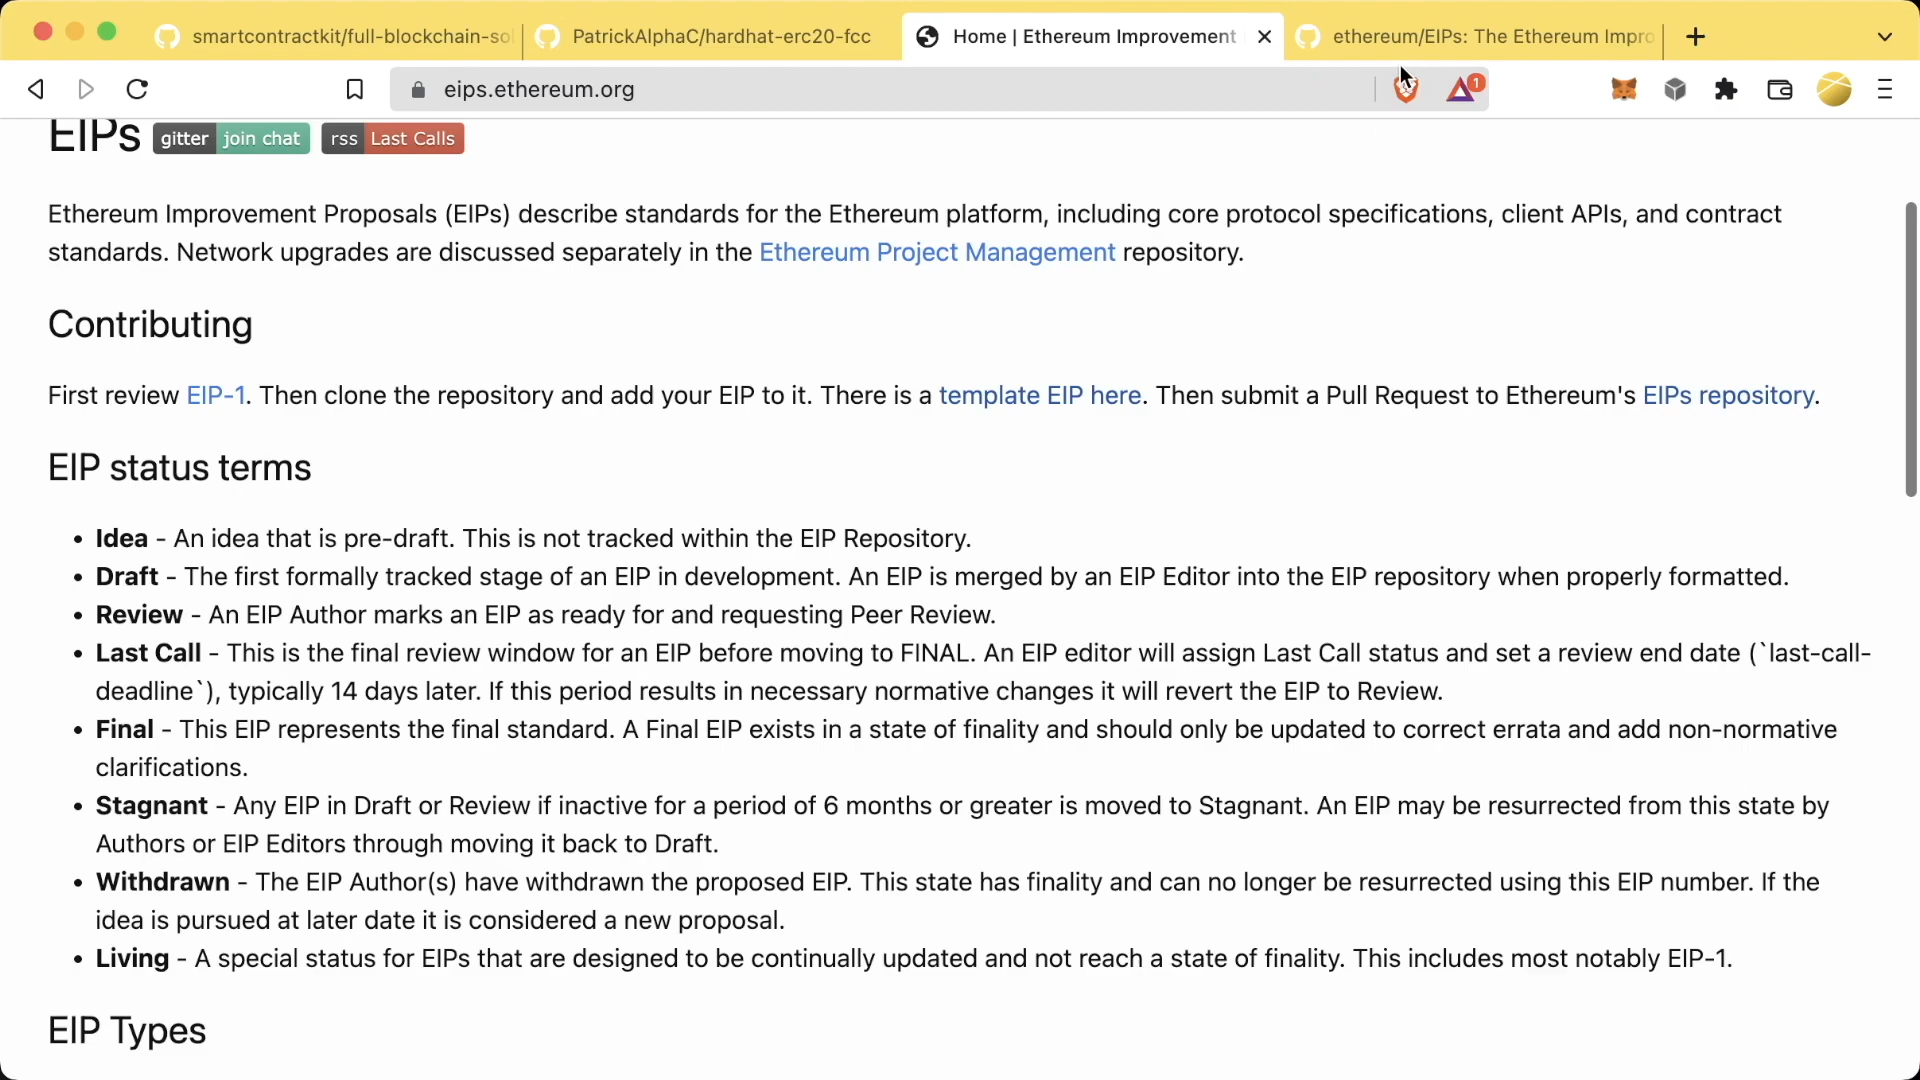 smartcontractkit/full-blockchain-sol
PatrickAlphaC/hardhat-erc20-fcc
Home | Ethereum Improvement
ethereum/EIPs: The Ethereum Impro
eips.ethereum.org
1
EIPs
gitter join chat
rss Last Calls
Ethereum Improvement Proposals (EIPs) describe standards for the Ethereum platform, including core protocol specifications, client APIs, and contract
standards. Network upgrades are discussed separately in the Ethereum Project Management repository.
Contributing
First review EIP-1. Then clone the repository and add your EIP to it. There is a template EIP here. Then submit a Pull Request to Ethereum's EIPs repository.
EIP status terms
• Idea - An idea that is pre-draft. This is not tracked within the EIP Repository.
• Draft - The first formally tracked stage of an EIP in development. An EIP is merged by an EIP Editor into the EIP repository when properly formatted.
• Review - An EIP Author marks an EIP as ready for and requesting Peer Review.
• Last Call - This is the final review window for an EIP before moving to FINAL. An EIP editor will assign Last Call status and set a review end date (`last-call-
deadline`), typically 14 days later. If this period results in necessary normative changes it will revert the EIP to Review.
• Final - This EIP represents the final standard. A Final EIP exists in a state of finality and should only be updated to correct errata and add non-normative
clarifications.
• Stagnant - Any EIP in Draft or Review if inactive for a period of 6 months or greater is moved to Stagnant. An EIP may be resurrected from this state by
Authors or EIP Editors through moving it back to Draft.
• Withdrawn - The EIP Author(s) have withdrawn the proposed EIP. This state has finality and can no longer be resurrected using this EIP number. If the
idea is pursued at later date it is considered a new proposal.
• Living - A special status for EIPs that are designed to be continually updated and not reach a state of finality. This includes most notably EIP-1.
EIP Types